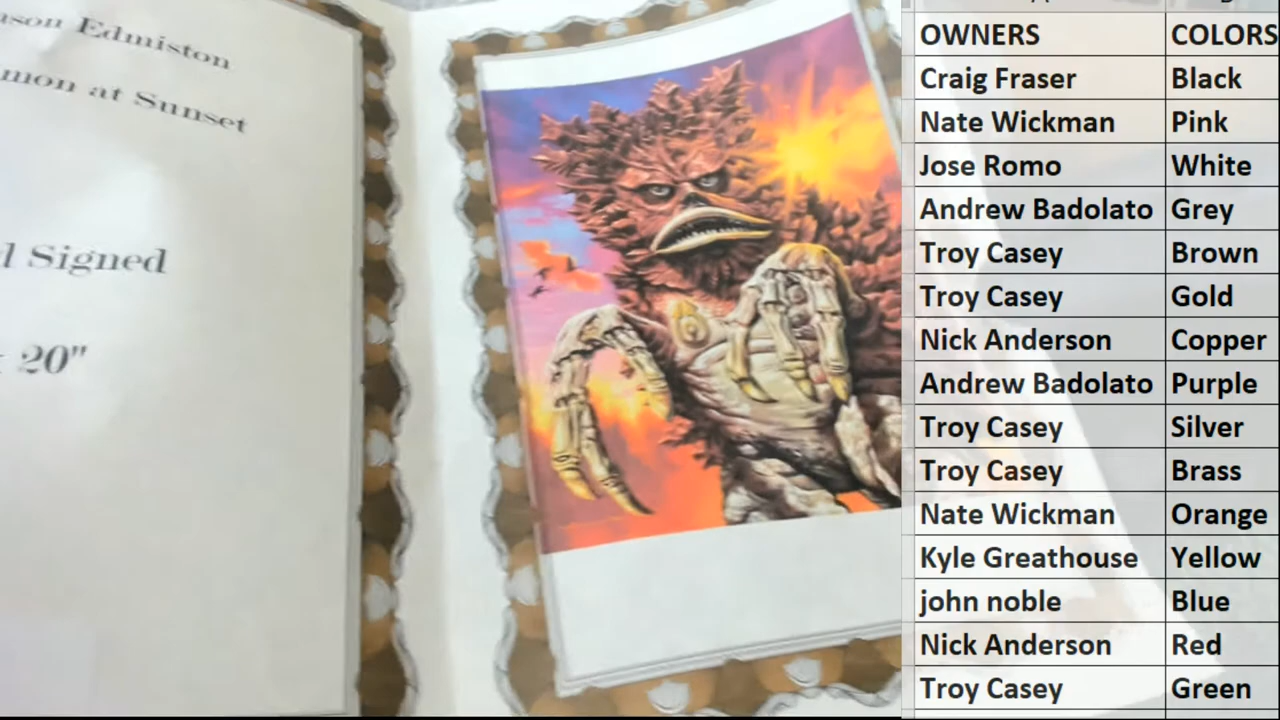 ason Edmiston
mon at Sunset
l Signed
20"
OWNERS COLORS
Craig Fraser Black
Nate Wickman Pink
Jose Romo White
Andrew Badolato Grey
Troy Casey Brown
Troy Casey Gold
Nick Anderson Copper
Andrew Badolato Purple
Troy Casey Silver
Troy Casey Brass
Nate Wickman Orange
Kyle Greathouse Yellow
john noble Blue
Nick Anderson Red
Troy Casey Green